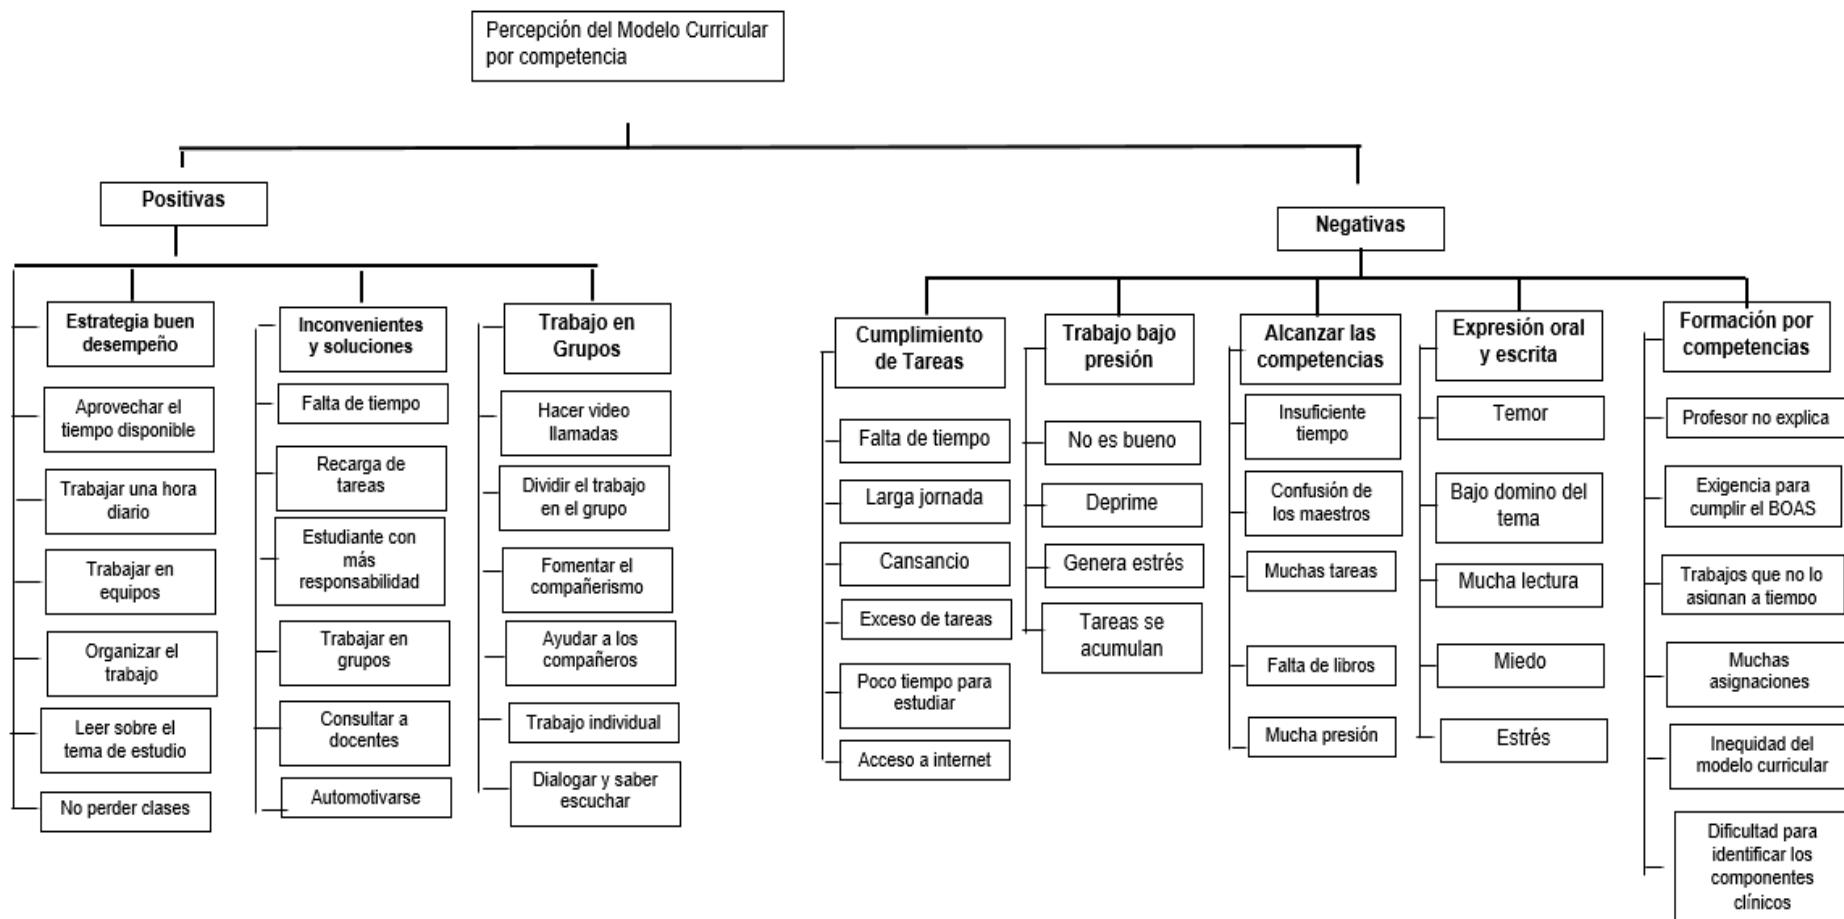 Percepción del Modelo Curricular
por competencia
Positivas
Negativas
Estrategia buen
desempeño
Aprovechar el
tiempo disponible
Trabajar una hora
diario
Trabajar en
equipos
Organizar el
trabajo
Leer sobre el
tema de estudio
No perder clases
Inconvenientes
y soluciones
Falta de tiempo
Recarga de
tareas
Estudiante con
más
responsabilidad
Trabajar en
grupos
Consultar a
docentes
Automotivarse
Trabajo en
Grupos
Hacer video
llamadas
Dividir el trabajo
en el grupo
Fomentar el
compañerismo
Ayudar a los
compañeros
Trabajo individual
Dialogar y saber
escuchar
Cumplimiento
de Tareas
Falta de tiempo
Larga jornada
Cansancio
Exceso de tareas
Poco tiempo para
estudiar
Acceso a internet
Trabajo bajo
presión
No es bueno
Deprime
Genera estrés
Tareas se
acumulan
Alcanzar las
competencias
Insuficiente
tiempo
Confusión de
los maestros
Muchas tareas
Falta de libros
Mucha presión
Expresión oral
y escrita
Temor
Bajo domino del
tema
Mucha lectura
Miedo
Estrés
Formación por
competencias
Profesor no explica
Exigencia para
cumplir el BOAS
Trabajos que no lo
asignan a tiempo
Muchas
asignaciones
Inequidad del
modelo curricular
Dificultad para
identificar los
componentes
clínicos